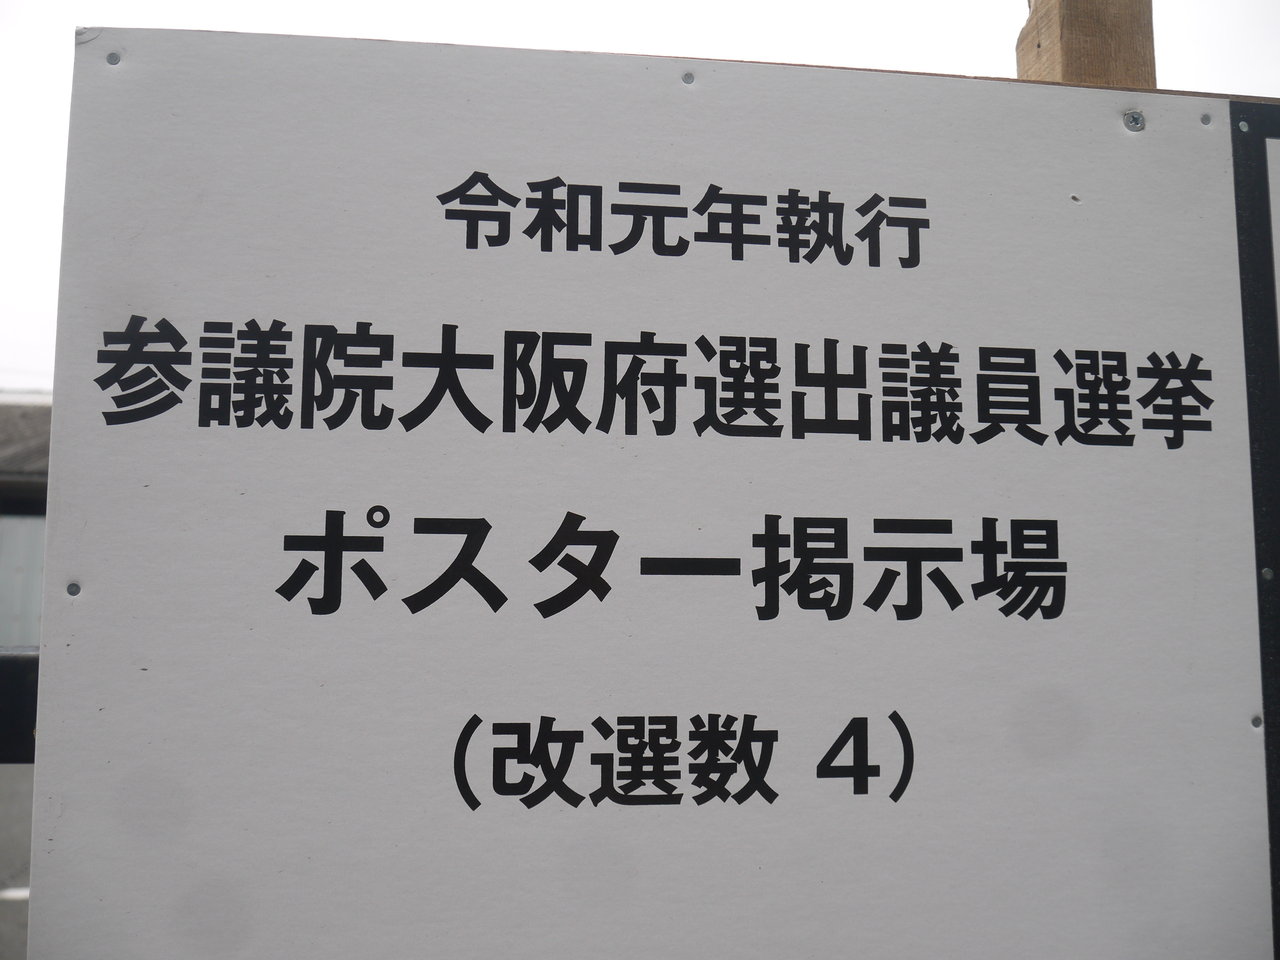 令和元年執行
参議院大阪府選出議員選挙
ポスター掲示場
（改選数 4）